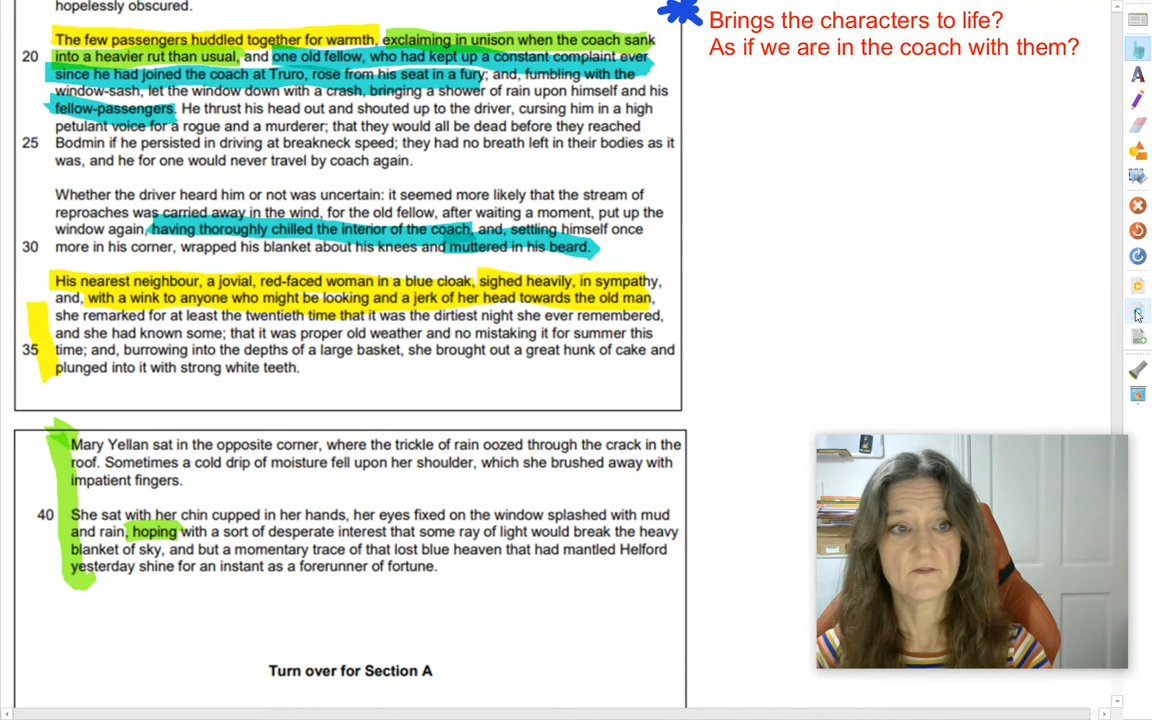 hopelessly obscured.
Brings the characters to life?
As if we are in the coach with them?
The few passengers huddled together for warmth, exclaiming in unison when the coach sank
20 into a heavier rut than usual, and one old fellow, who had kept up a constant complaint ever
since he had joined the coach at Truro, rose from his seat in a fury; and, fumbling with the
window-sash, let the window down with a crash, bringing a shower of rain upon himself and his
fellow-passengers. He thrust his head out and shouted up to the driver, cursing him in a high
petulant voice for a rogue and a murderer; that they would all be dead before they reached
25 Bodmin if he persisted in driving at breakneck speed; they had no breath left in their bodies as it
was, and he for one would never travel by coach again.
Whether the driver heard him or not was uncertain: it seemed more likely that the stream of
reproaches was carried away in the wind, for the old fellow, after waiting a moment, put up the
window again, having thoroughly chilled the interior of the coach, and, settling himself once
30 more in his corner, wrapped his blanket about his knees and muttered in his beard.
His nearest neighbour, a jovial, red-faced woman in a blue cloak, sighed heavily, in sympathy,
and, with a wink to anyone who might be looking and a jerk of her head towards the old man,
she remarked for at least the twentieth time that it was the dirtiest night she ever remembered,
and she had known some; that it was proper old weather and no mistaking it for summer this
35 time; and, burrowing into the depths of a large basket, she brought out a great hunk of cake and
plunged into it with strong white teeth.
Mary Yellan sat in the opposite corner, where the trickle of rain oozed through the crack in the
roof. Sometimes a cold drip of moisture fell upon her shoulder, which she brushed away with
impatient fingers.
40 She sat with her chin cupped in her hands, her eyes fixed on the window splashed with mud
and rain, hoping with a sort of desperate interest that some ray of light would break the heavy
blanket of sky, and but a momentary trace of that lost blue heaven that had mantled Helford
yesterday shine for an instant as a forerunner of fortune.
Turn over for Section A